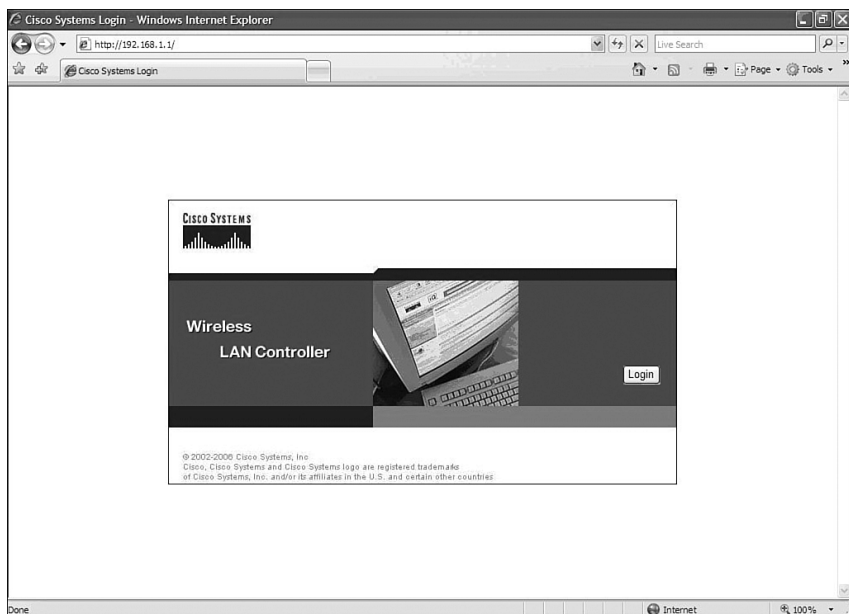 Cisco Systems Login - Windows Internet Explorer
http://192.168.1.1/
Live Search
Cisco Systems Login
Page
Tools
CISCO SYSTEMS
Wireless
LAN Controller
Login
© 2002-2006 Cisco Systems, Inc
Cisco, Cisco Systems and Cisco Systems logo are registered trademarks
of Cisco Systems, Inc. and/or its affiliates in the U.S. and certain other countries
Done
Internet
100%